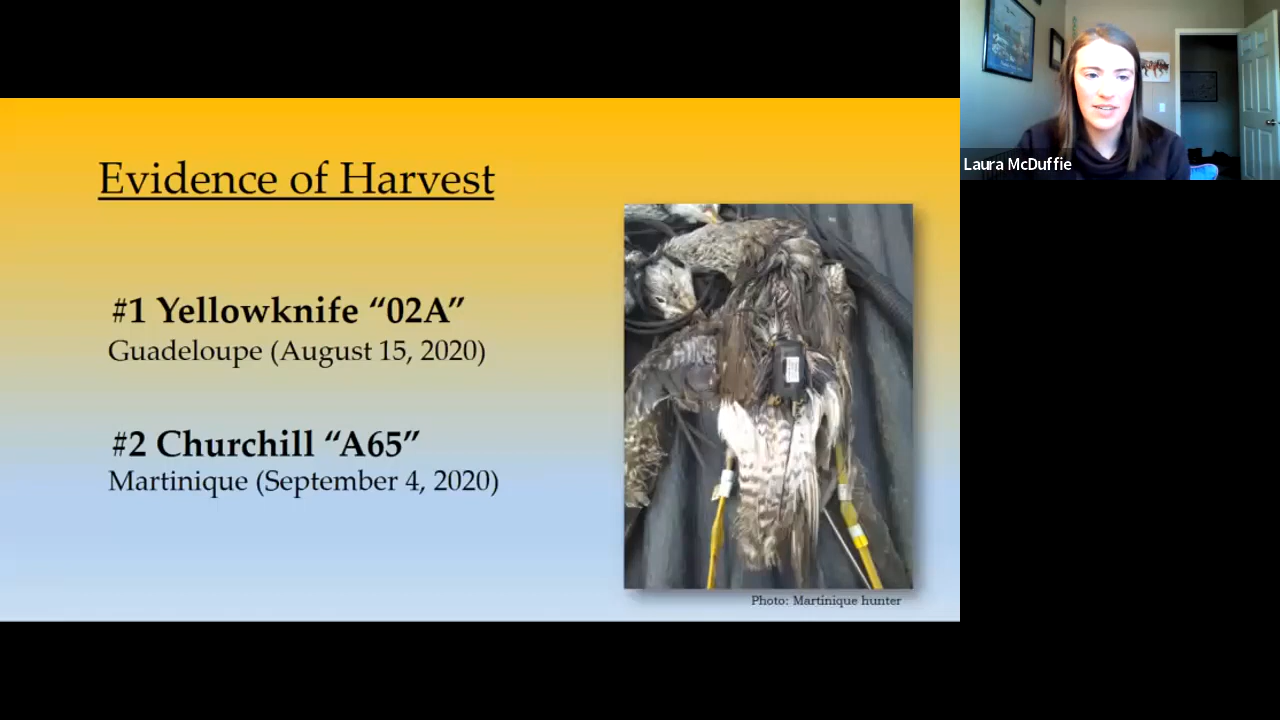 Evidence of Harvest
#1 Yellowknife “02A”
Guadeloupe (August 15, 2020)
#2 Churchill “A65”
Martinique (September 4, 2020)
Photo: Martinique hunter
Laura McDuffie